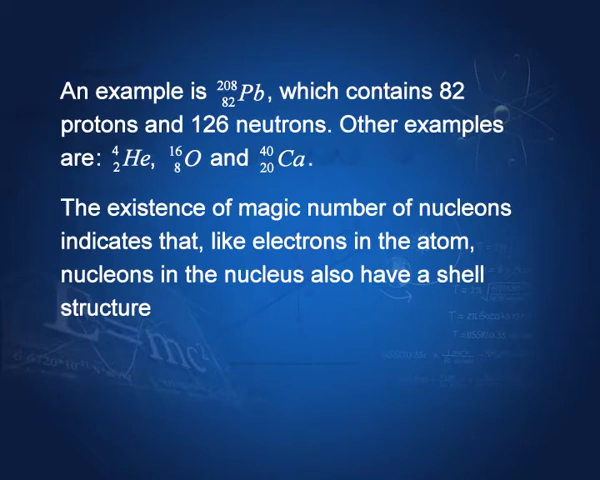 An example is ²⁰⁸₈₂Pb, which contains 82
protons and 126 neutrons. Other examples
are: ⁴₂He, ¹⁶₈O and ⁴⁰₂₀Ca.
The existence of magic number of nucleons
indicates that, like electrons in the atom,
nucleons in the nucleus also have a shell
structure
E=mc²